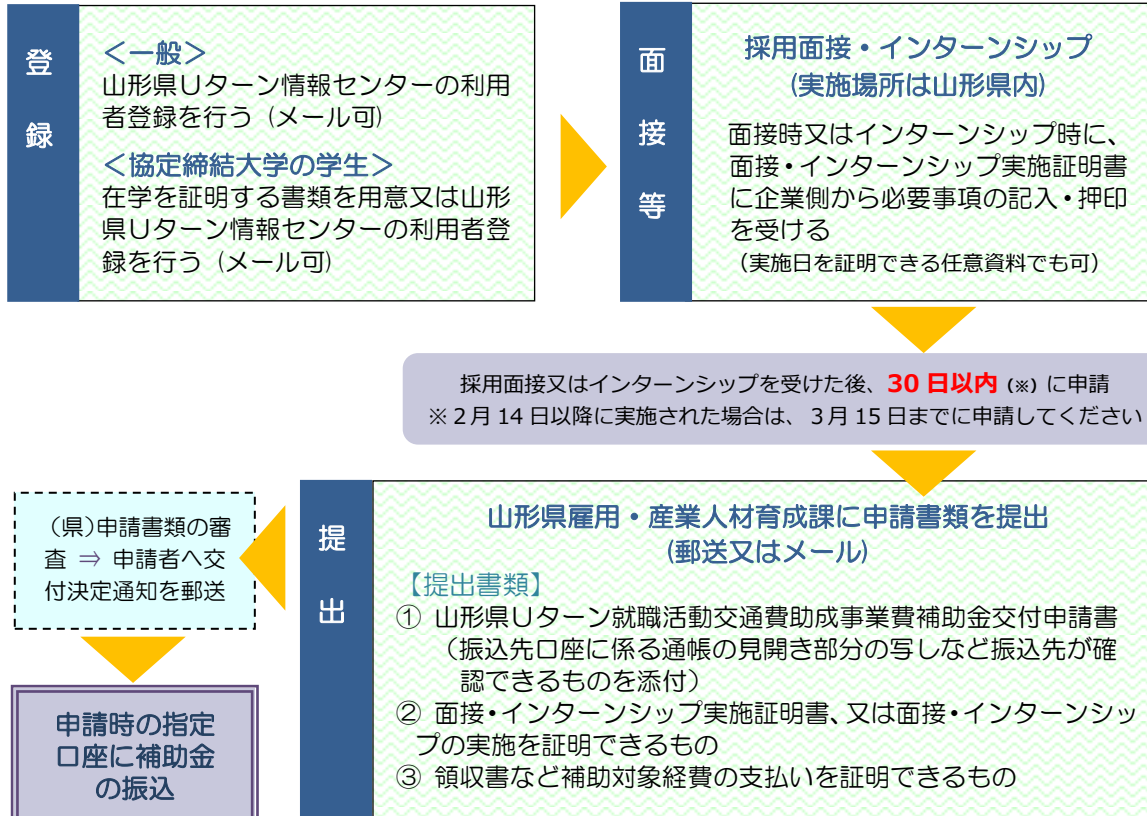 登
録
＜一般＞
山形県Ｕターン情報センターの利用
者登録を行う（メール可）
＜協定締結大学の学生＞
在学を証明する書類を用意又は山形
県Ｕターン情報センターの利用者登
録を行う（メール可）
面
接
等
採用面接・インターンシップ
(実施場所は山形県内)
面接時又はインターンシップ時に、
面接・インターンシップ実施証明書
に企業側から必要事項の記入・押印
を受ける
（実施日を証明できる任意資料でも可）
採用面接又はインターンシップを受けた後、30 日以内（※）に申請
※２月 14 日以降に実施された場合は、３月 15 日までに申請してください
提
出
山形県雇用・産業人材育成課に申請書類を提出
(郵送又はメール)
【提出書類】
① 山形県Ｕターン就職活動交通費助成事業費補助金交付申請書
（振込先口座に係る通帳の見開き部分の写しなど振込先が確
認できるものを添付）
② 面接・インターンシップ実施証明書、又は面接・インターンシッ
プの実施を証明できるもの
③ 領収書など補助対象経費の支払いを証明できるもの
（県）申請書類の審
査 ⇒ 申請者へ交
付決定通知を郵送
申請時の指定
口座に補助金
の振込